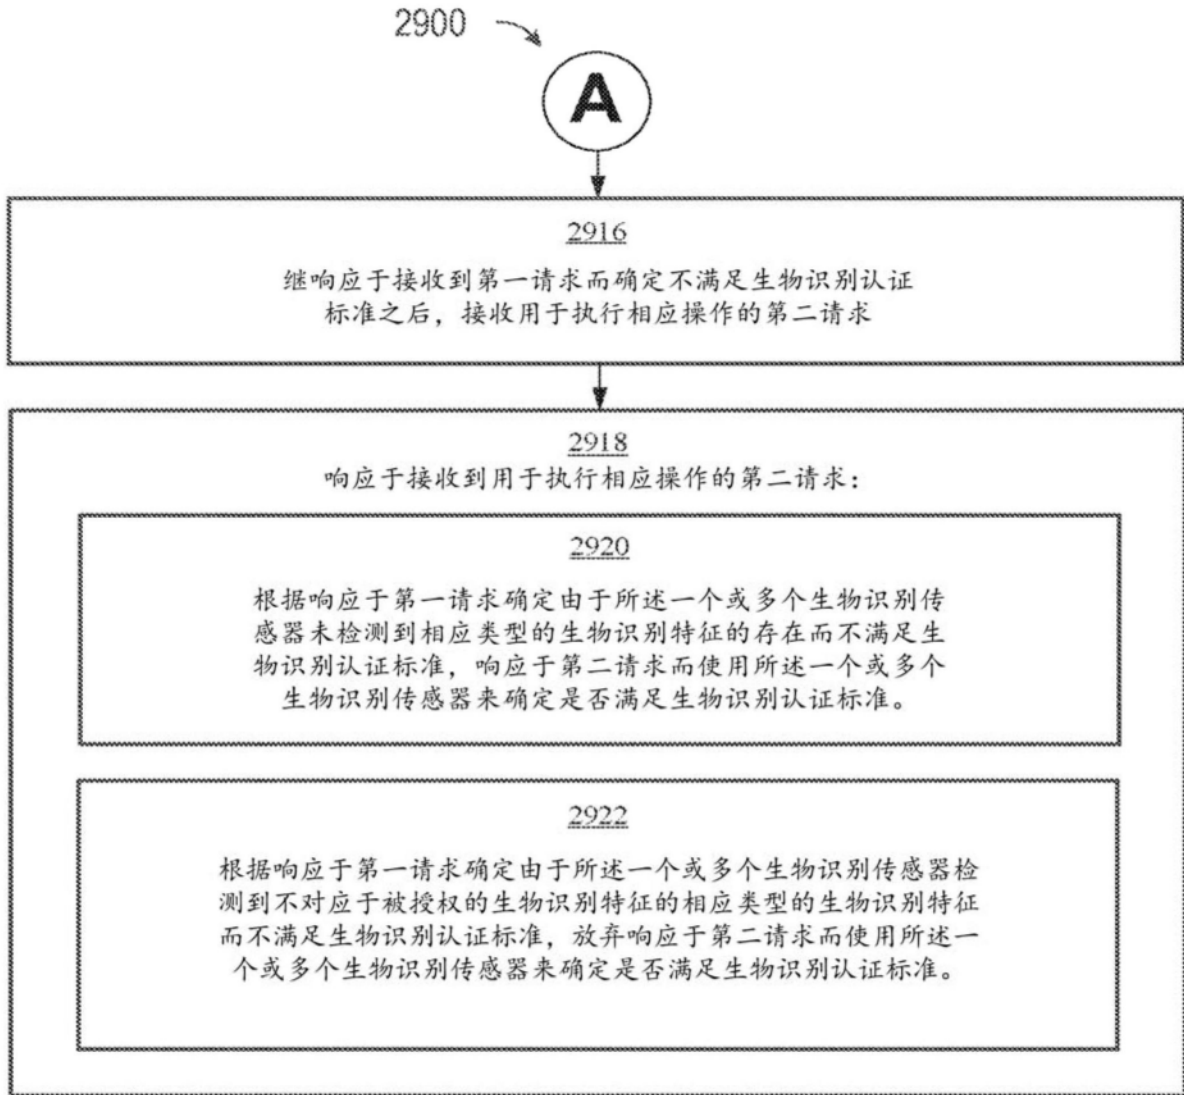 2900
A
2916
继响应于接收到第一请求而确定不满足生物识别认证
标准之后，接收用于执行相应操作的第二请求
2918
响应于接收到用于执行相应操作的第二请求：
2920
根据响应于第一请求确定由于所述一个或多个生物识别传
感器未检测到相应类型的生物识别特征的存在而不满足生
物识别认证标准，响应于第二请求而使用所述一个或多个
生物识别传感器来确定是否满足生物识别认证标准。
2922
根据响应于第一请求确定由于所述一个或多个生物识别传感器检
测到不对应于被授权的生物识别特征的相应类型的生物识别特征
而不满足生物识别认证标准，放弃响应于第二请求而使用所述一
个或多个生物识别传感器来确定是否满足生物识别认证标准。